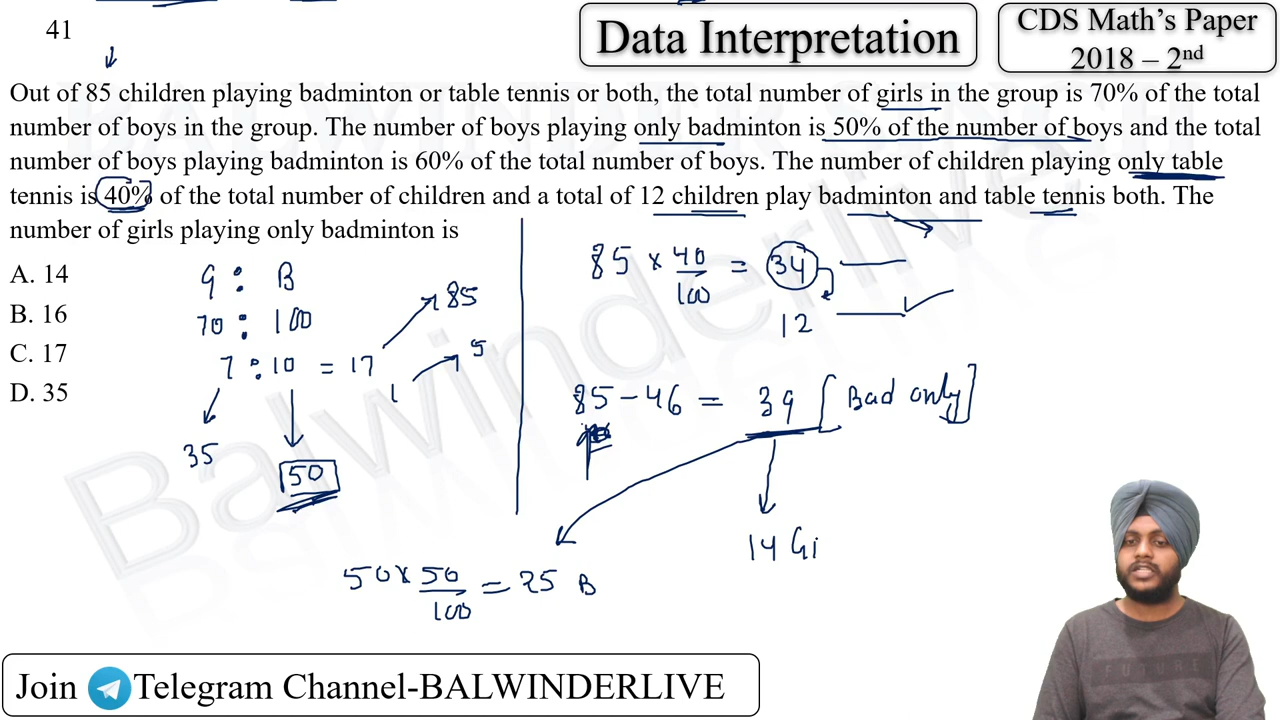 41
Data Interpretation
CDS Math's Paper
2018 – 2nd
Out of 85 children playing badminton or table tennis or both, the total number of girls in the group is 70% of the total
number of boys in the group. The number of boys playing only badminton is 50% of the number of boys and the total
number of boys playing badminton is 60% of the total number of boys. The number of children playing only table
tennis is 40% of the total number of children and a total of 12 children play badminton and table tennis both. The
number of girls playing only badminton is
A. 14
B. 16
C. 17
D. 35
G : B
70 : 100
7 : 10 = 17
85
1
5
35
50
85 × 40/100 = 34
12
85 - 46 = 39 [Bad only]
14 Gi
50 × 50/100 = 25 B
Balwinderlive
Join Telegram Channel-BALWINDERLIVE
FUTURE